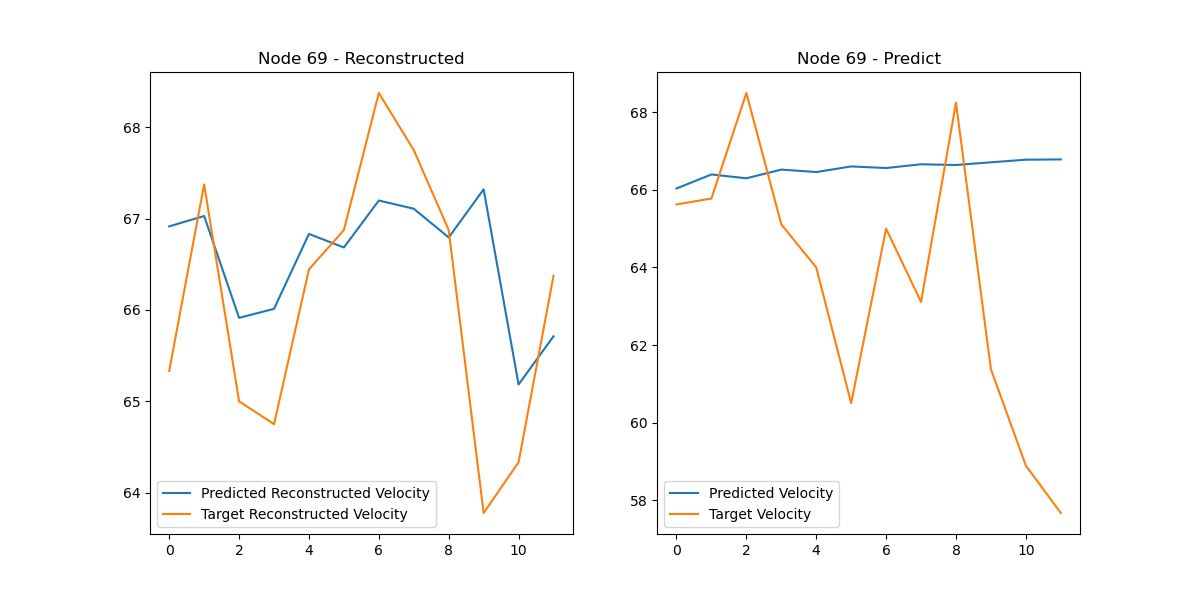 Node 69 - Reconstructed
68
67
66
65
64
Predicted Reconstructed Velocity
Target Reconstructed Velocity
0 2 4 6 8 10
Node 69 - Predict
68
66
64
62
60
58
Predicted Velocity
Target Velocity
0 2 4 6 8 10